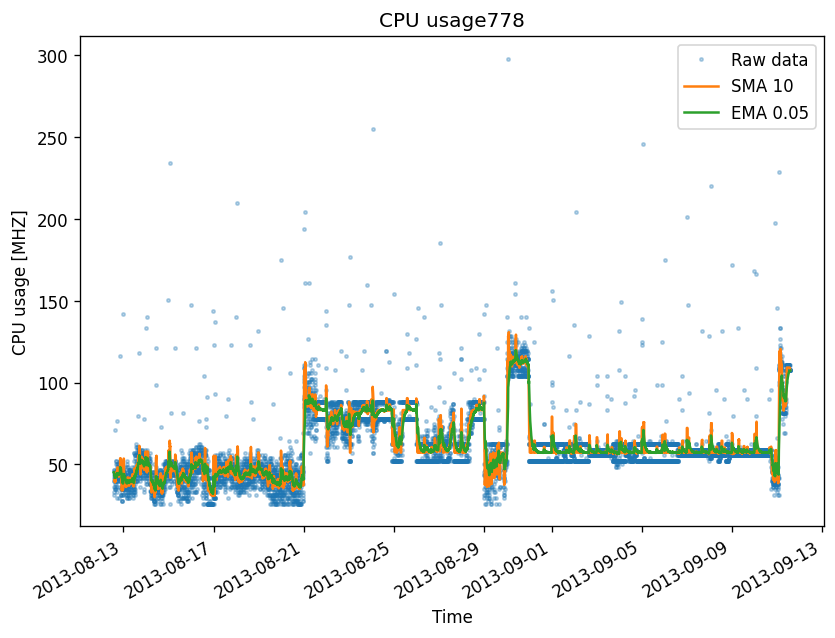 CPU usage778
Raw data
SMA 10
EMA 0.05
CPU usage [MHZ]
300
250
200
150
100
50
2013-08-13
2013-08-17
2013-08-21
2013-08-25
2013-08-29
2013-09-01
2013-09-05
2013-09-09
2013-09-13
Time